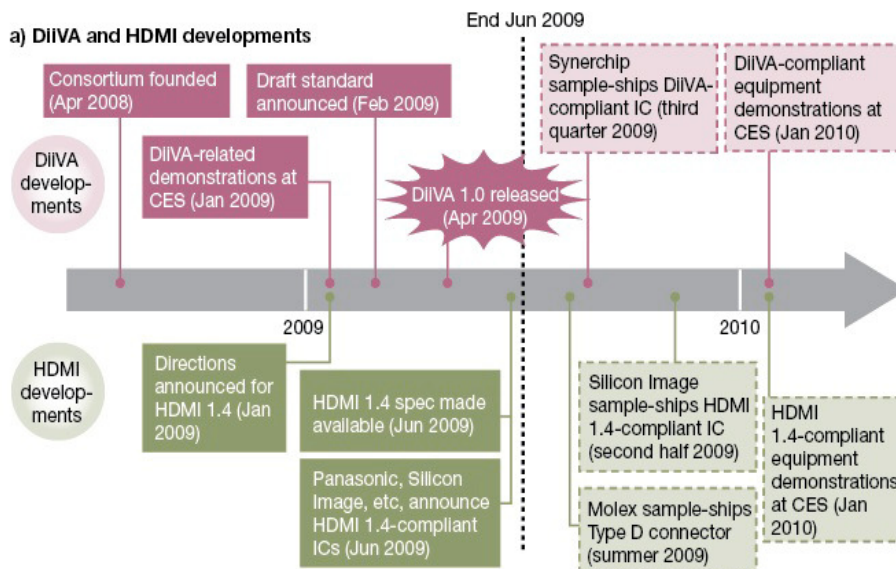 End Jun 2009
a) DiiVA and HDMI developments
Consortium founded
(Apr 2008)
Draft standard
announced (Feb 2009)
Synerchip
sample-ships DiiVA-
compliant IC (third
quarter 2009)
DiiVA-compliant
equipment
demonstrations at
CES (Jan 2010)
DiiVA
develop-
ments
DiiVA-related
demonstrations at
CES (Jan 2009)
DiiVA 1.0 released
(Apr 2009)
2009
2010
HDMI
develop-
ments
Directions
announced for
HDMI 1.4 (Jan
2009)
HDMI 1.4 spec made
available (Jun 2009)
Panasonic, Silicon
Image, etc, announce
HDMI 1.4-compliant
ICs (Jun 2009)
Silicon Image
sample-ships HDMI
1.4-compliant IC
(second half 2009)
Molex sample-ships
Type D connector
(summer 2009)
HDMI
1.4-compliant
equipment
demonstrations
at CES (Jan
2010)